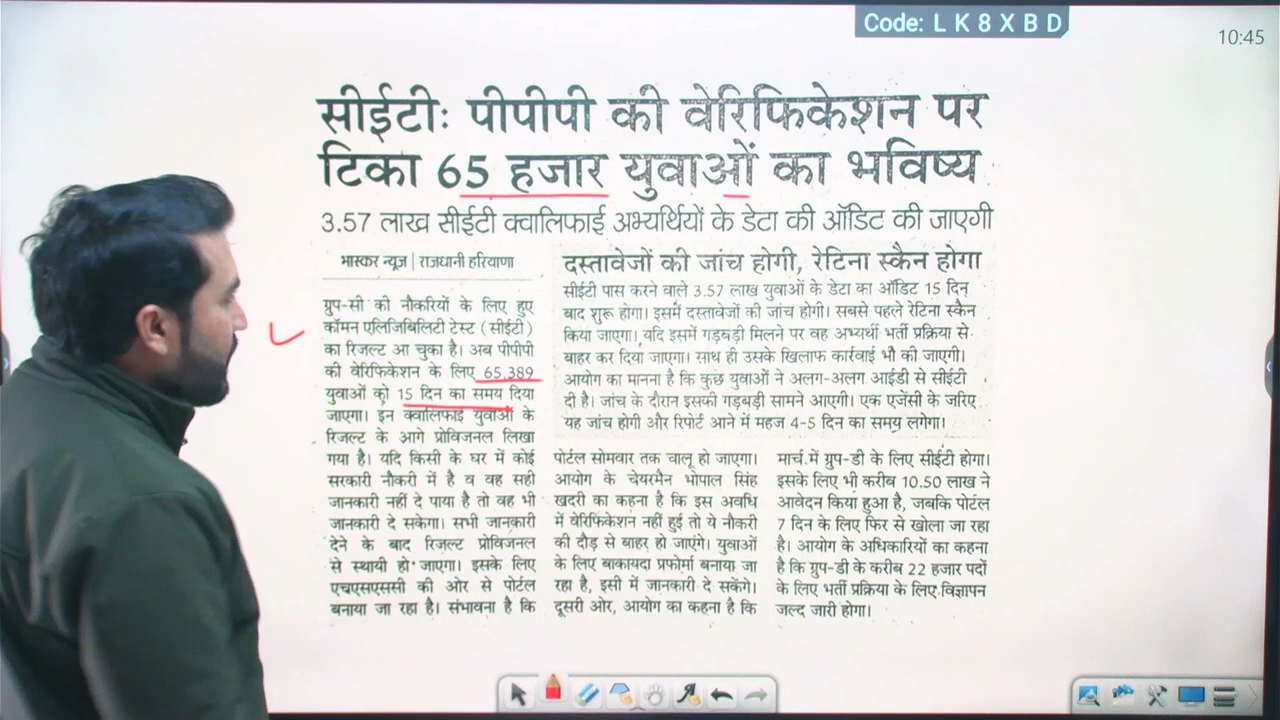 Code: L K 8 X B D
10:45
सीईटीः पीपीपी की वेरिफिकेशन पर
टिका 65 हजार युवाओं का भविष्य
3.57 लाख सीईटी क्वालिफाई अभ्यर्थियों के डेटा की ऑडिट की जाएगी
भास्कर न्यूज | राजधानी हरियाणा
ग्रुप-सी की नौकरियों के लिए हुए
कॉमन एलिजिबिलिटी टेस्ट (सीईटी)
का रिजल्ट आ चुका है। अब पीपीपी
की वेरिफिकेशन के लिए 65,389
युवाओं को 15 दिन का समय दिया
जाएगा। इन क्वालिफाई युवाओं के
रिजल्ट के आगे प्रोविजनल लिखा
गया है। यदि किसी के घर में कोई
सरकारी नौकरी में है व वह सही
जानकारी नहीं दे पाया है तो वह भी
जानकारी दे सकेगा। सभी जानकारी
देने के बाद रिजल्ट प्रोविजनल
से स्थायी हो जाएगा। इसके लिए
एचएसएससी की ओर से पोर्टल
बनाया जा रहा है। संभावना है कि
दस्तावेजों की जांच होगी, रेटिना स्कैन होगा
सीईटी पास करने वाले 3.57 लाख युवाओं के डेटा का ऑडिट 15 दिन
बाद शुरू होगा। इसमें दस्तावेजों की जांच होगी। सबसे पहले रेटिना स्कैन
किया जाएगा। यदि इसमें गड़बड़ी मिलने पर वह अभ्यर्थी भर्ती प्रक्रिया से
बाहर कर दिया जाएगा। साथ ही उसके खिलाफ कार्रवाई भी की जाएगी।
आयोग का मानना है कि कुछ युवाओं ने अलग-अलग आईडी से सीईटी
दी है। जांच के दौरान इसकी गड़बड़ी सामने आएगी। एक एजेंसी के जरिए
यह जांच होगी और रिपोर्ट आने में महज 4-5 दिन का समय लगेगा।
पोर्टल सोमवार तक चालू हो जाएगा।
आयोग के चेयरमैन भोपाल सिंह
खदरी का कहना है कि इस अवधि
में वेरिफिकेशन नहीं हुई तो ये नौकरी
की दौड़ से बाहर हो जाएंगे। युवाओं
के लिए बाकायदा प्रफोर्मा बनाया जा
रहा है, इसी में जानकारी दे सकेंगे।
दूसरी ओर, आयोग का कहना है कि
मार्च में ग्रुप-डी के लिए सीईटी होगा।
इसके लिए भी करीब 10.50 लाख ने
आवेदन किया हुआ है, जबकि पोर्टल
7 दिन के लिए फिर से खोला जा रहा
है। आयोग के अधिकारियों का कहना
है कि ग्रुप-डी के करीब 22 हजार पदों
के लिए भर्ती प्रक्रिया के लिए विज्ञापन
जल्द जारी होगा।